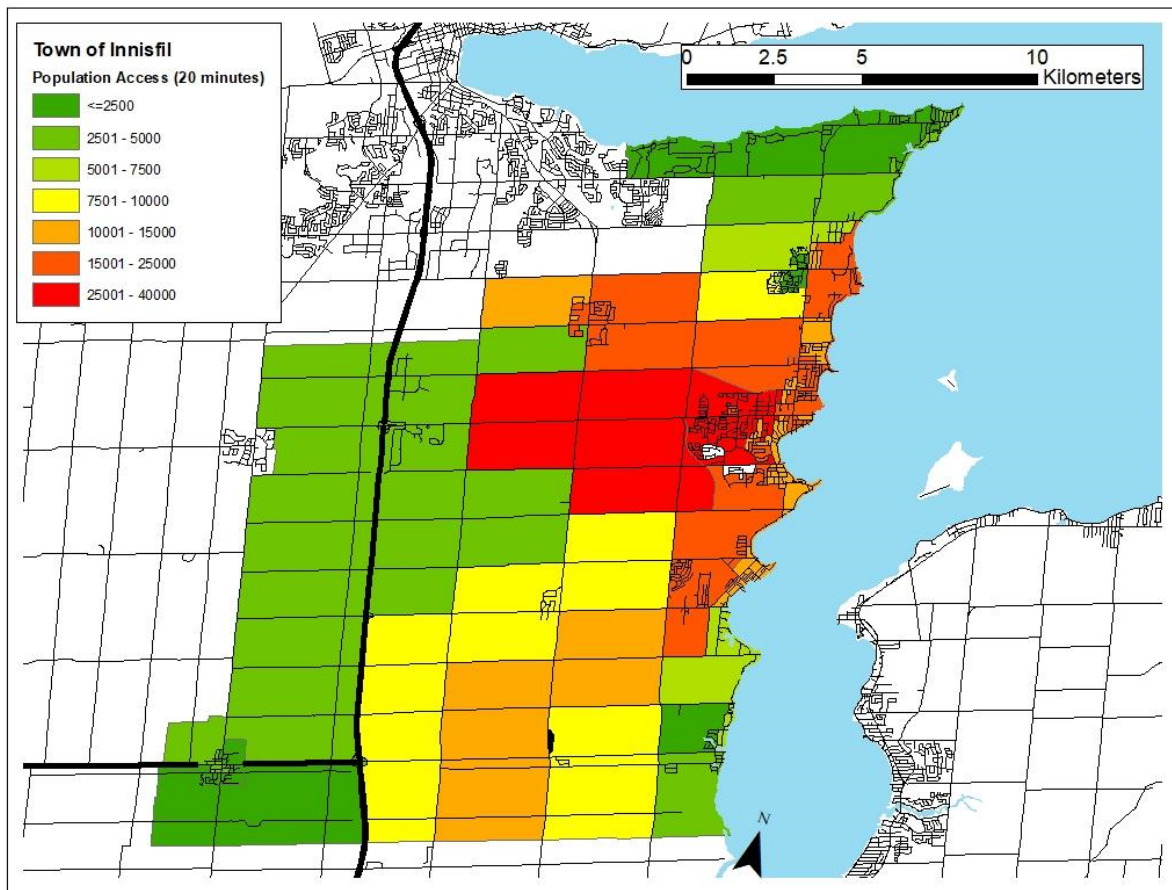 Town of Innisfil
Population Access (20 minutes)
<=2500
2501 - 5000
5001 - 7500
7501 - 10000
10001 - 15000
15001 - 25000
25001 - 40000
0 2.5 5 10
Kilometers
N